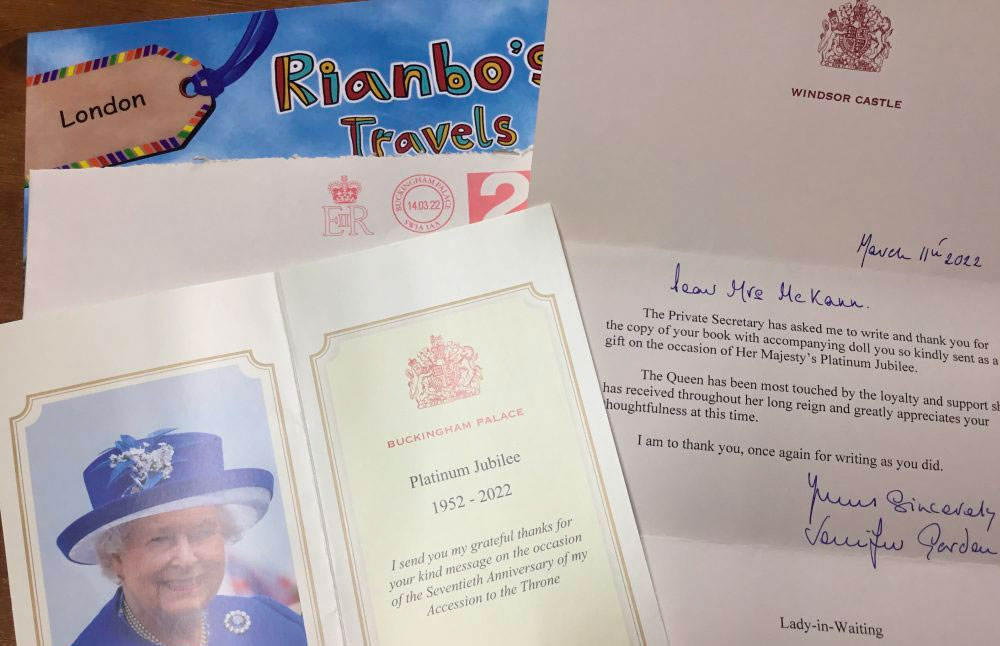 London
Rianbo's
Travels
EIIR
BUCKINGHAM PALACE
14.03.22
SW1A 1AA
2
BUCKINGHAM PALACE
Platinum Jubilee
1952 - 2022
I send you my grateful thanks for
your kind message on the occasion
of the Seventieth Anniversary of my
Accession to the Throne
WINDSOR CASTLE
March 11th 2022
Dear Mrs McKann.
The Private Secretary has asked me to write and thank you for
the copy of your book with accompanying doll you so kindly sent as a
gift on the occasion of Her Majesty's Platinum Jubilee.
The Queen has been most touched by the loyalty and support sh
has received throughout her long reign and greatly appreciates your
houghtfulness at this time.
I am to thank you, once again for writing as you did.
Yours Sincerely
Jennifer Gordon
Lady-in-Waiting